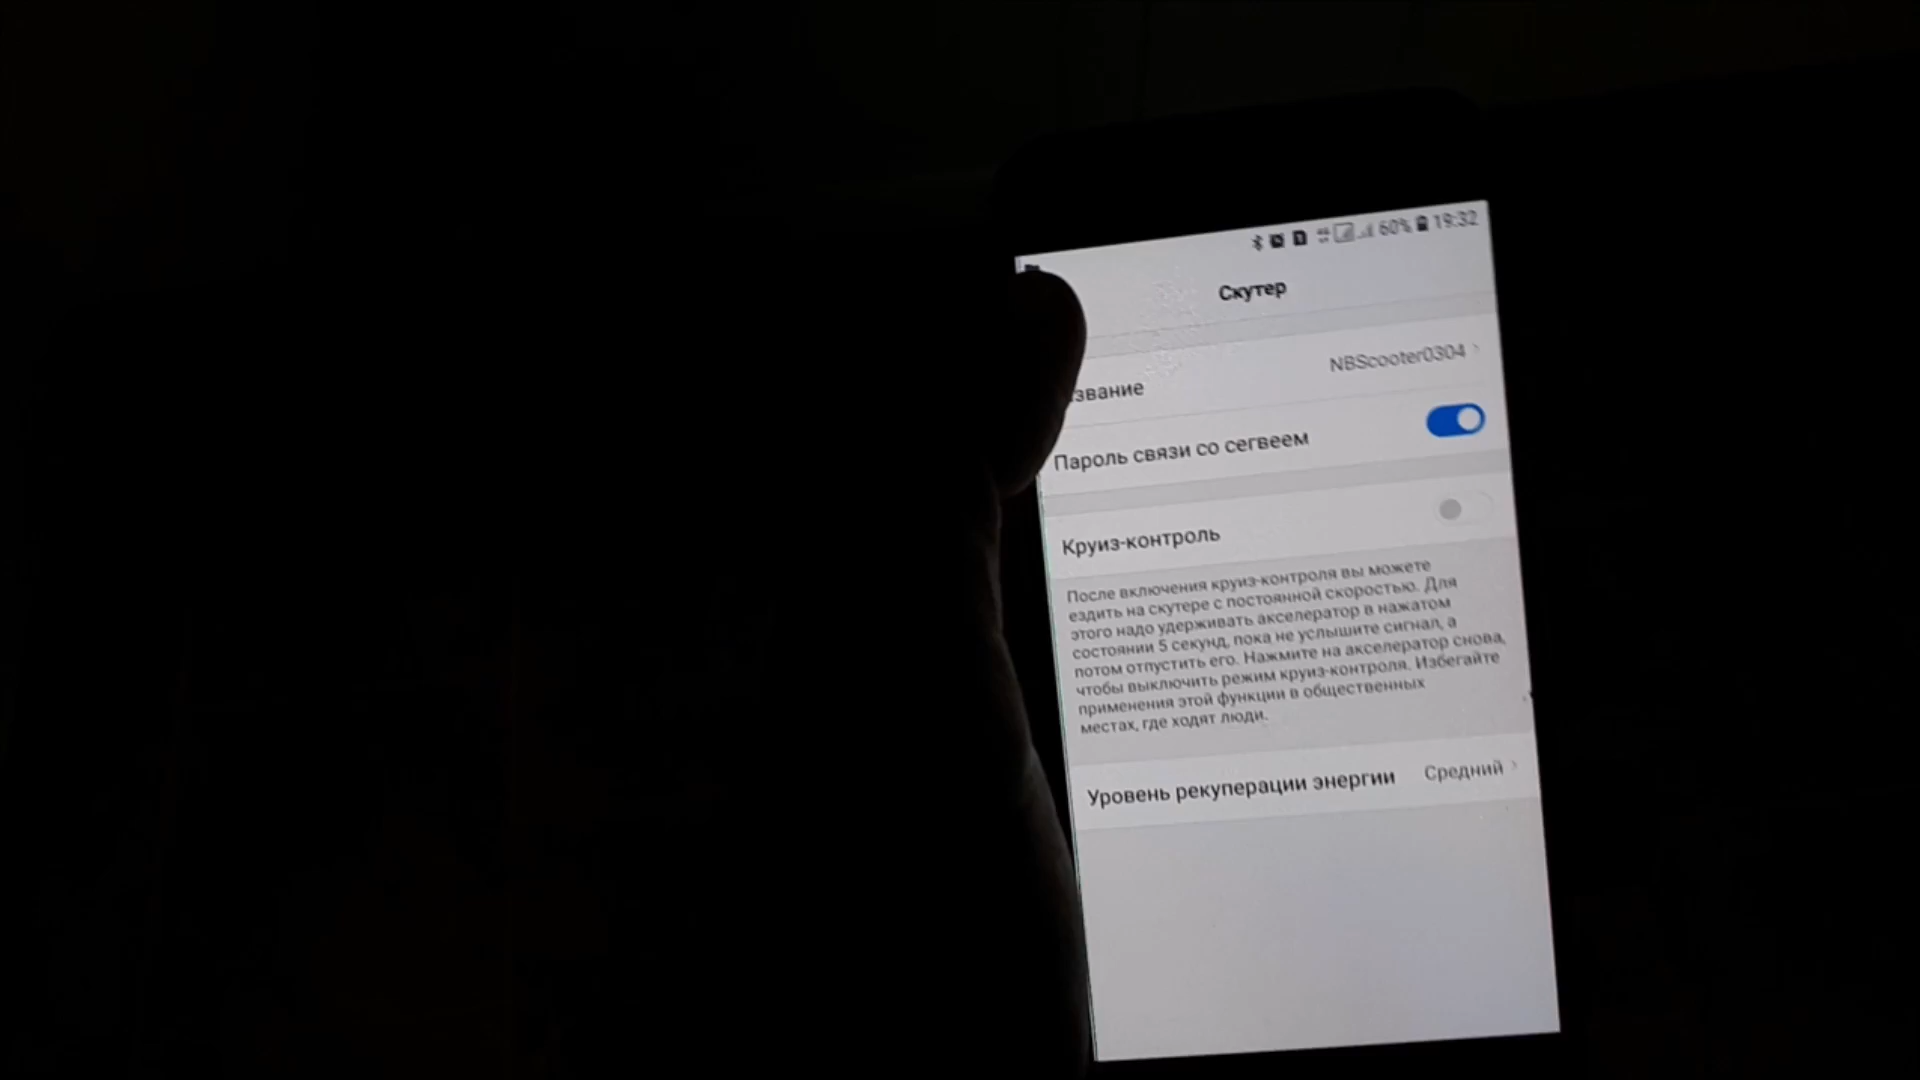 60% 19:32
Скутер
звание NBScooter0304
Пароль связи со сегвеем
Круиз-контроль
После включения круиз-контроля вы можете
ездить на скутере с постоянной скоростью. Для
этого надо удерживать акселератор в нажатом
состоянии 5 секунд, пока не услышите сигнал, а
потом отпустить его. Нажмите на акселератор снова,
чтобы выключить режим круиз-контроля. Избегайте
применения этой функции в общественных
местах, где ходят люди.
Уровень рекуперации энергии Средний